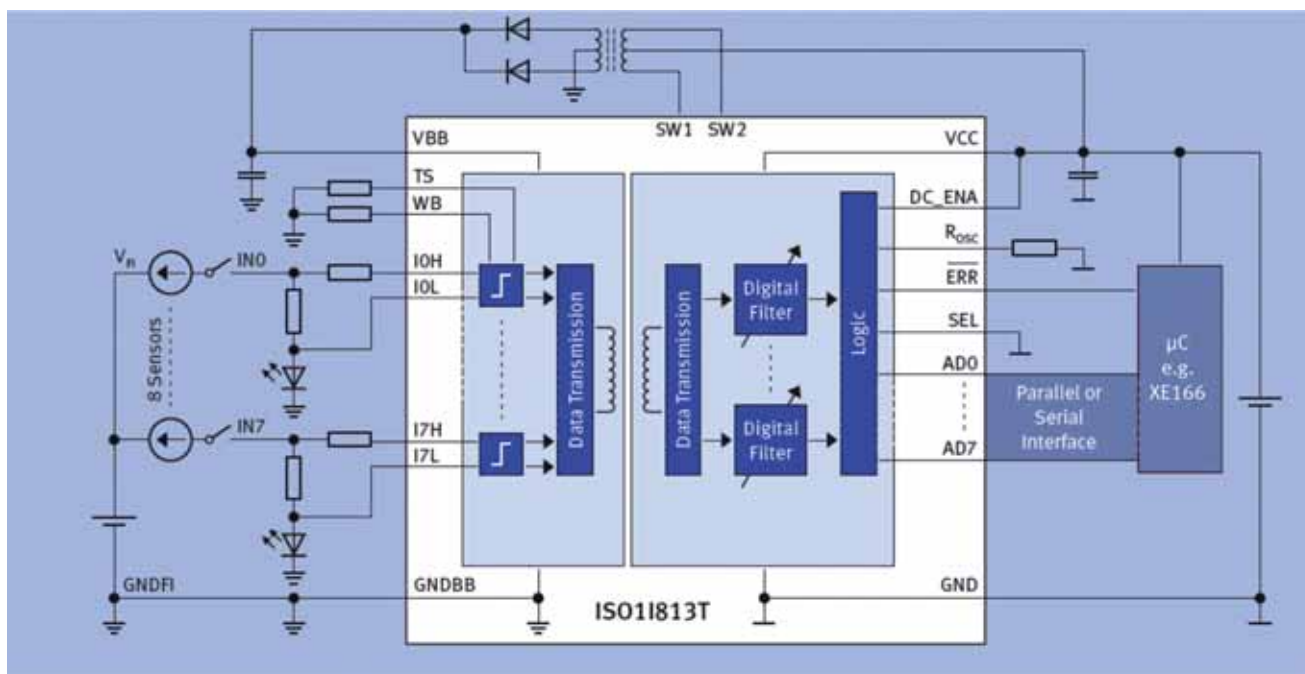 SW1 SW2
VBB
VCC
TS
WB
DC_ENA
Rosc
Vn
IN0
I0H
I0L
ERR
SEL
8 Sensors
Data Transmission
Data Transmission
Digital
Filter
Logic
AD0
µC
e.g.
XE166
Parallel or
Serial
Interface
IN7
I7H
I7L
Digital
Filter
AD7
GNDFI
GNDBB
GND
ISO1I813T